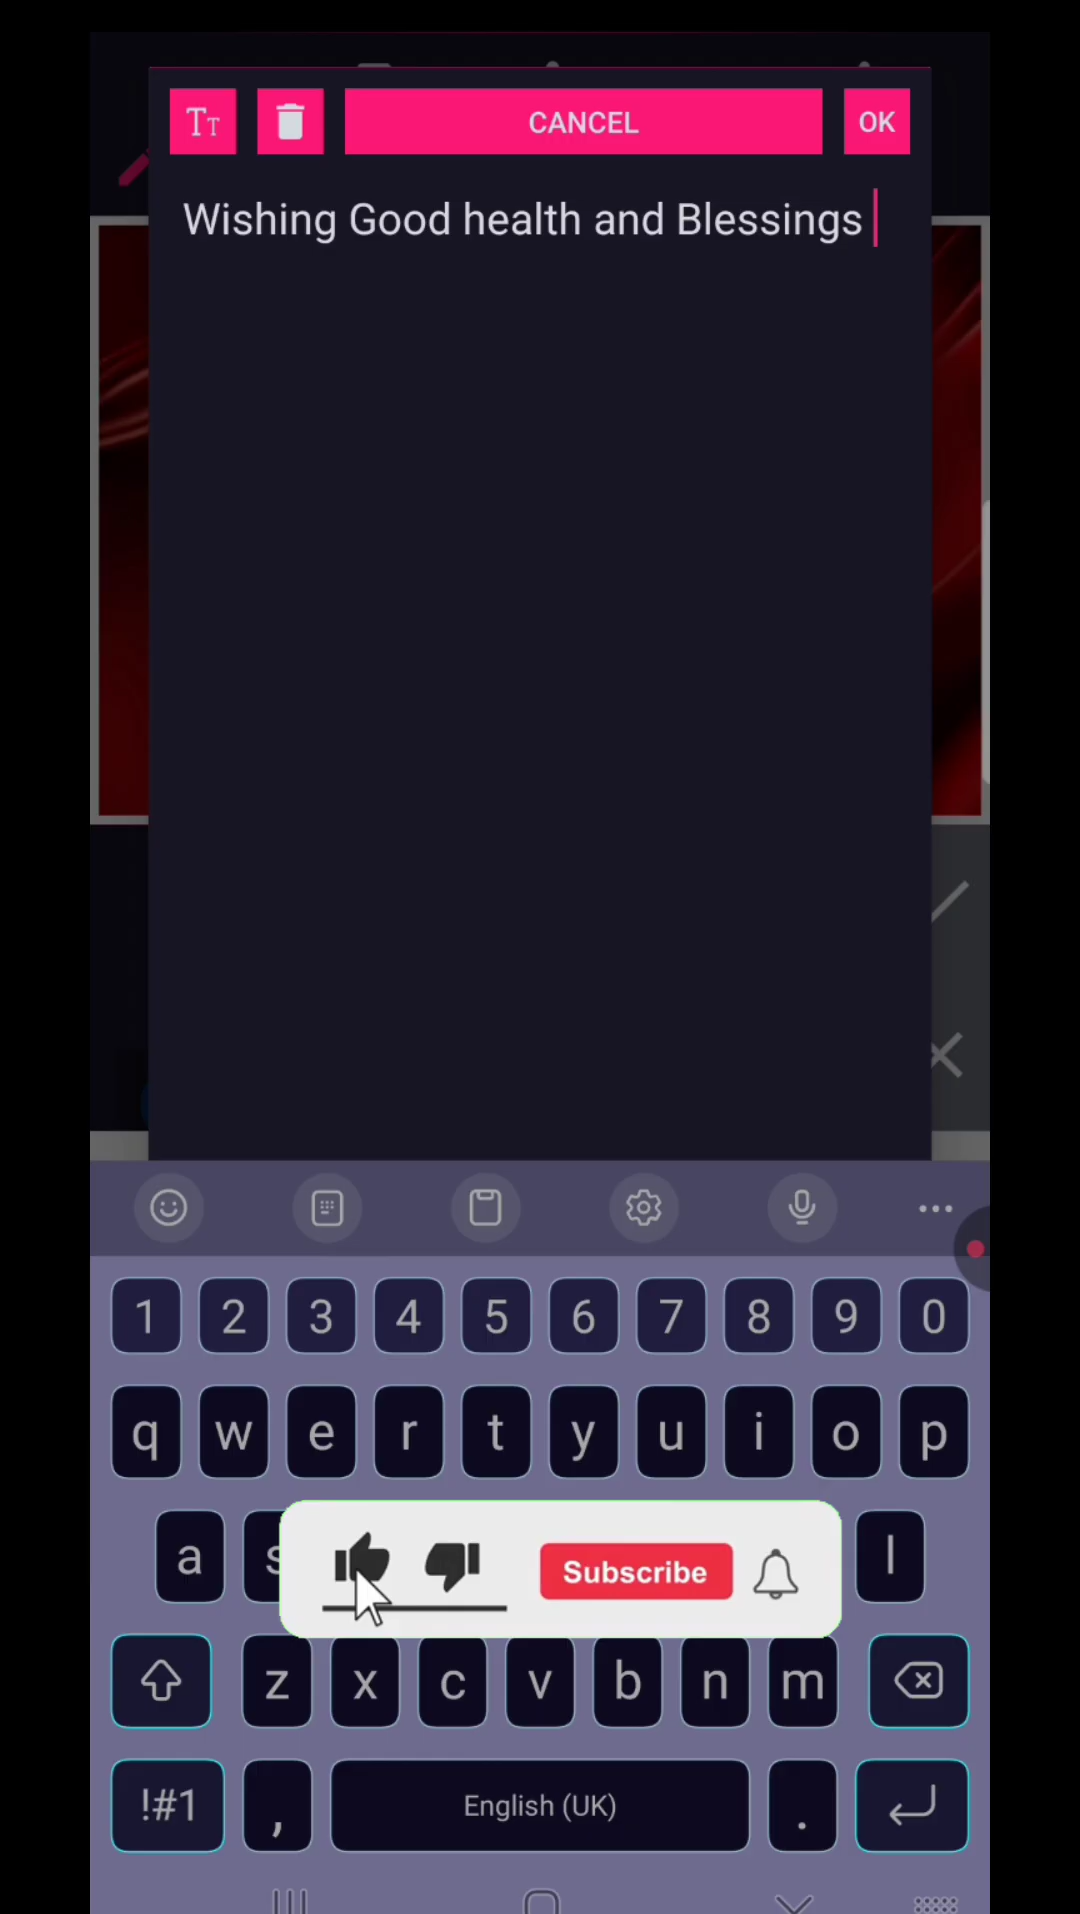 TT
CANCEL
OK
Wishing Good health and Blessings
1 2 3 4 5 6 7 8 9 0
q w e r t y u i o p
a s l
Subscribe
z x c v b n m
!#1 , English (UK) .